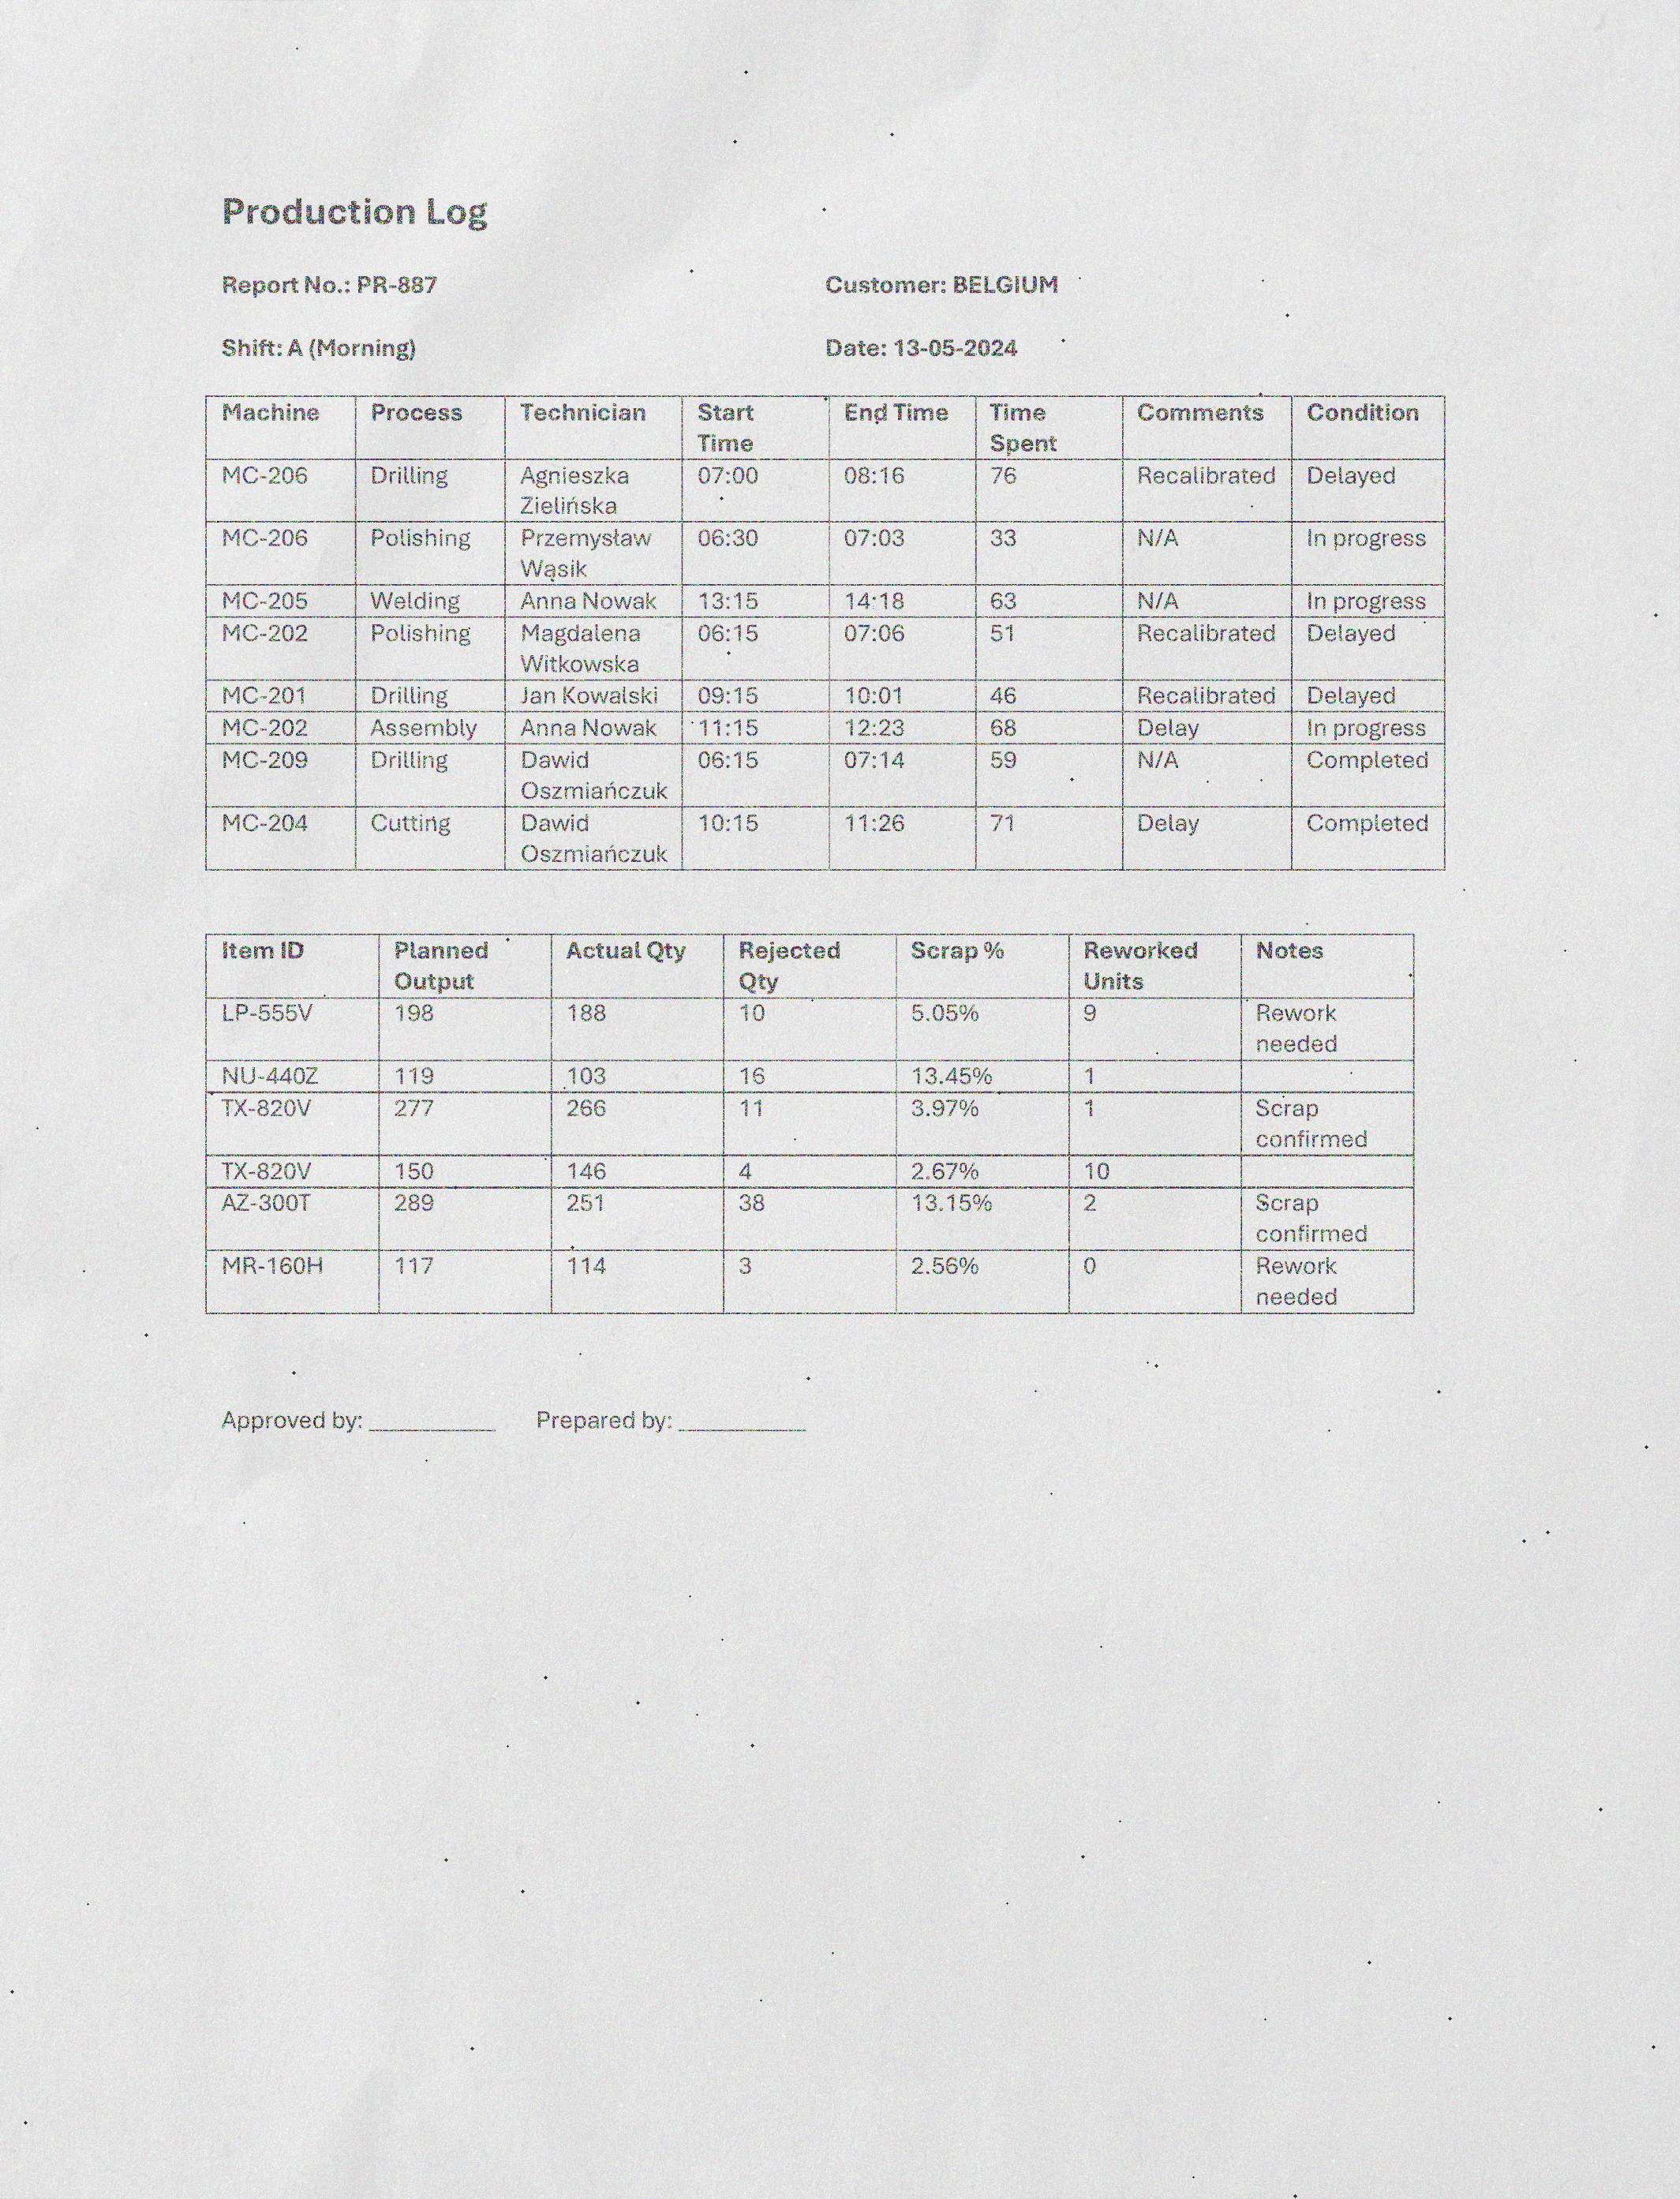 Production Log
Report No.: PR-887 Customer: BELGIUM
Shift: A (Morning) Date: 13-05-2024
Machine Process Technician Start Time End Time Time Spent Comments Condition
MC-206 Drilling Agnieszka Zielińska 07:00 08:16 76 Recalibrated Delayed
MC-206 Polishing Przemysław Wąsik 06:30 07:03 33 N/A In progress
MC-205 Welding Anna Nowak 13:15 14:18 63 N/A In progress
MC-202 Polishing Magdalena Witkowska 06:15 07:06 51 Recalibrated Delayed
MC-201 Drilling Jan Kowalski 09:15 10:01 46 Recalibrated Delayed
MC-202 Assembly Anna Nowak 11:15 12:23 68 Delay In progress
MC-209 Drilling Dawid Oszmiańczuk 06:15 07:14 59 N/A Completed
MC-204 Cutting Dawid Oszmiańczuk 10:15 11:26 71 Delay Completed
Item ID Planned Output Actual Qty Rejected Qty Scrap % Reworked Units Notes
LP-555V 198 188 10 5.05% 9 Rework needed
NU-440Z 119 103 16 13.45% 1
TX-820V 277 266 11 3.97% 1 Scrap confirmed
TX-820V 150 146 4 2.67% 10
AZ-300T 289 251 38 13.15% 2 Scrap confirmed
MR-160H 117 114 3 2.56% 0 Rework needed
Approved by: __________ Prepared by: __________